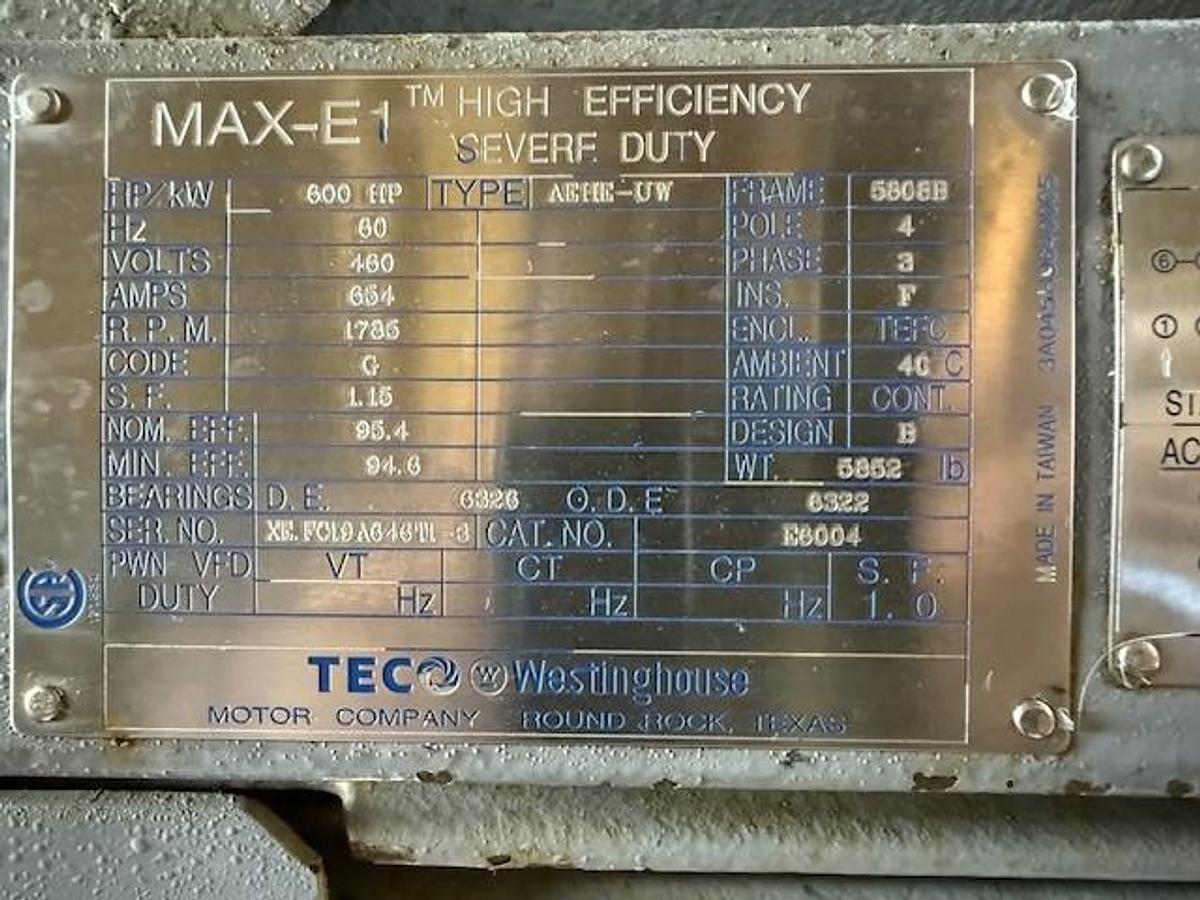 MAX-E1™ HIGH EFFICIENCY
SEVERE DUTY
HP/kW 600 HP TYPE AEHE-UW FRAME 5808B
Hz 60 POLE 4
VOLTS 460 PHASE 3
AMPS 654 INS. F
R.P.M. 1785 ENCL. TEFC
CODE G AMBIENT 40 C
S.F. 1.15 RATING CONT.
NOM. EFF. 95.4 DESIGN B
MIN. EFF. 94.6 WT. 5852 lb
BEARINGS D.E. 6326 O.D.E 6322
SER.NO. CAT.NO. E6004
PWN VFD VT CT CP S.F.
DUTY Hz Hz Hz 1.0
TECO W Westinghouse
MOTOR COMPANY ROUND ROCK, TEXAS
MADE IN TAIWAN
⑥
①
SI
AC